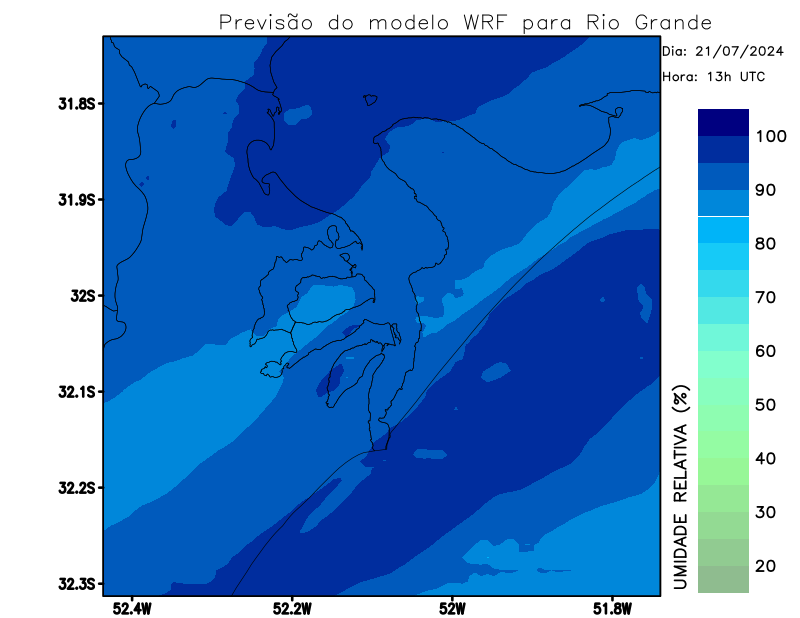 Previsão do modelo WRF para Rio Grande
Dia: 21/07/2024
Hora: 13h UTC
31.8S
31.9S
32S
32.1S
32.2S
32.3S
52.4W
52.2W
52W
51.8W
UMIDADE RELATIVA (%)
100
90
80
70
60
50
40
30
20